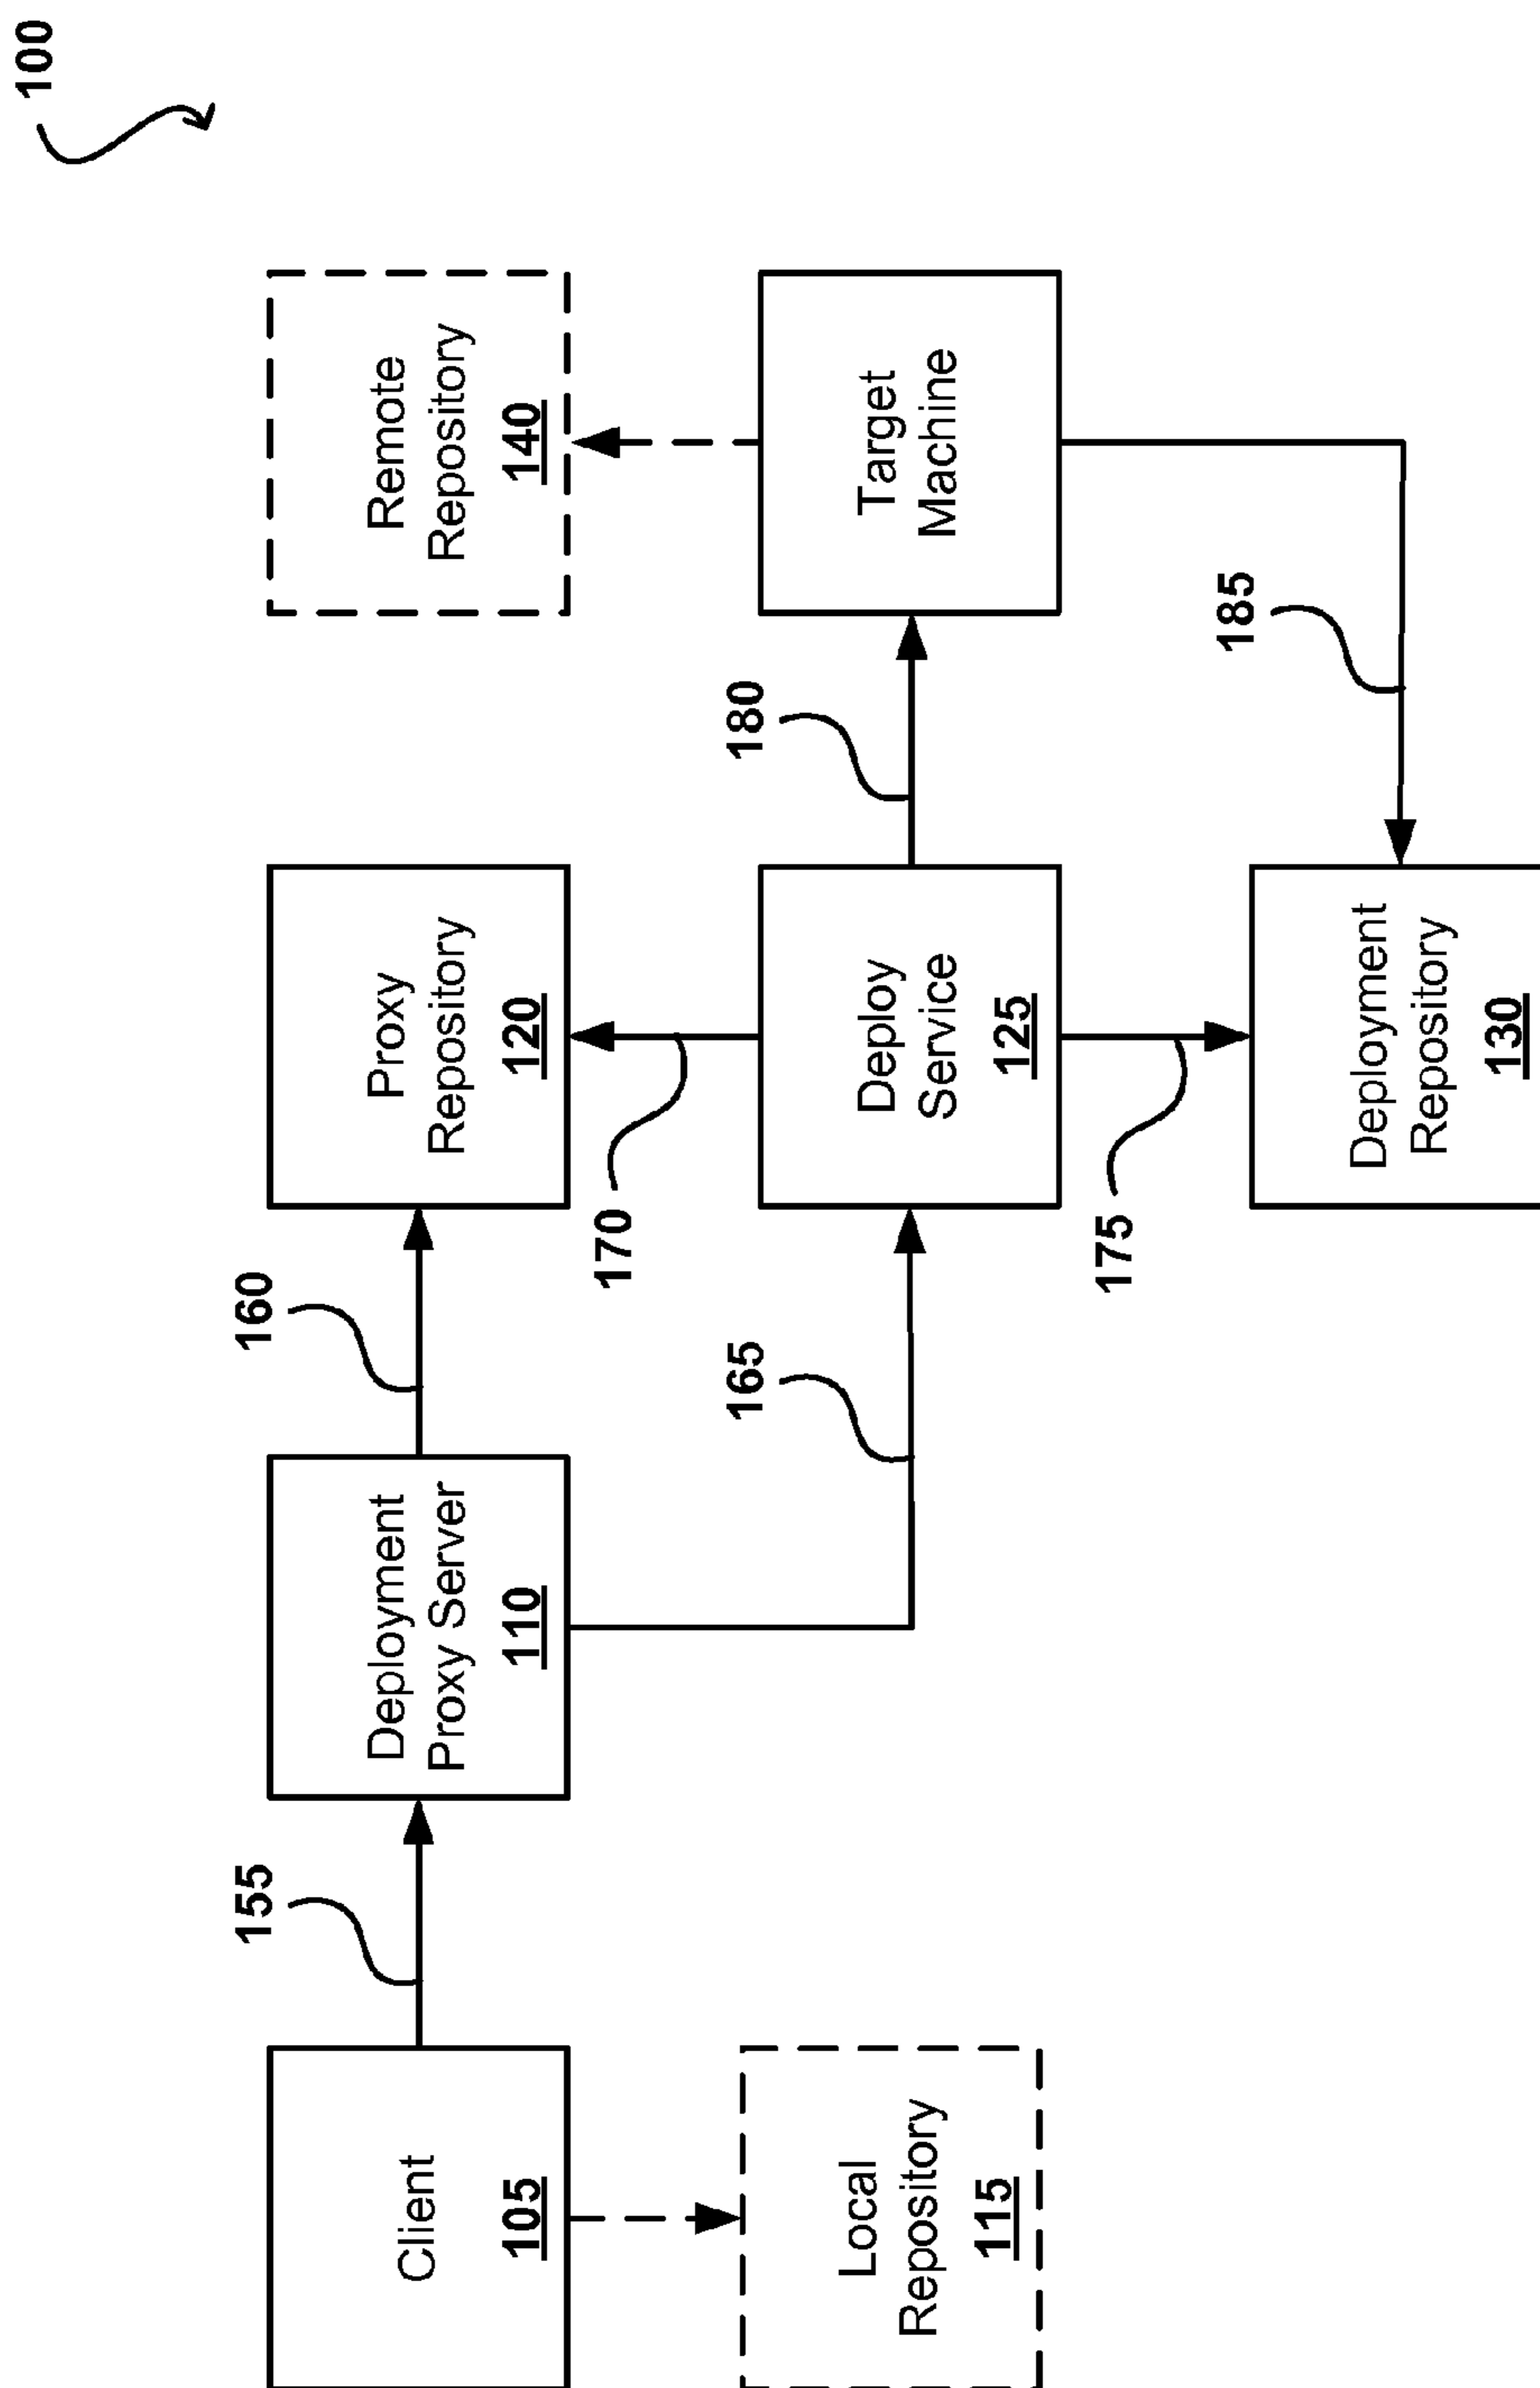 100
155
160
Client
105
Deployment
Proxy Server
110
Proxy
Repository
120
Remote
Repository
140
170
165
180
Local
Repository
115
Deploy
Service
125
Target
Machine
175
185
Deployment
Repository
130